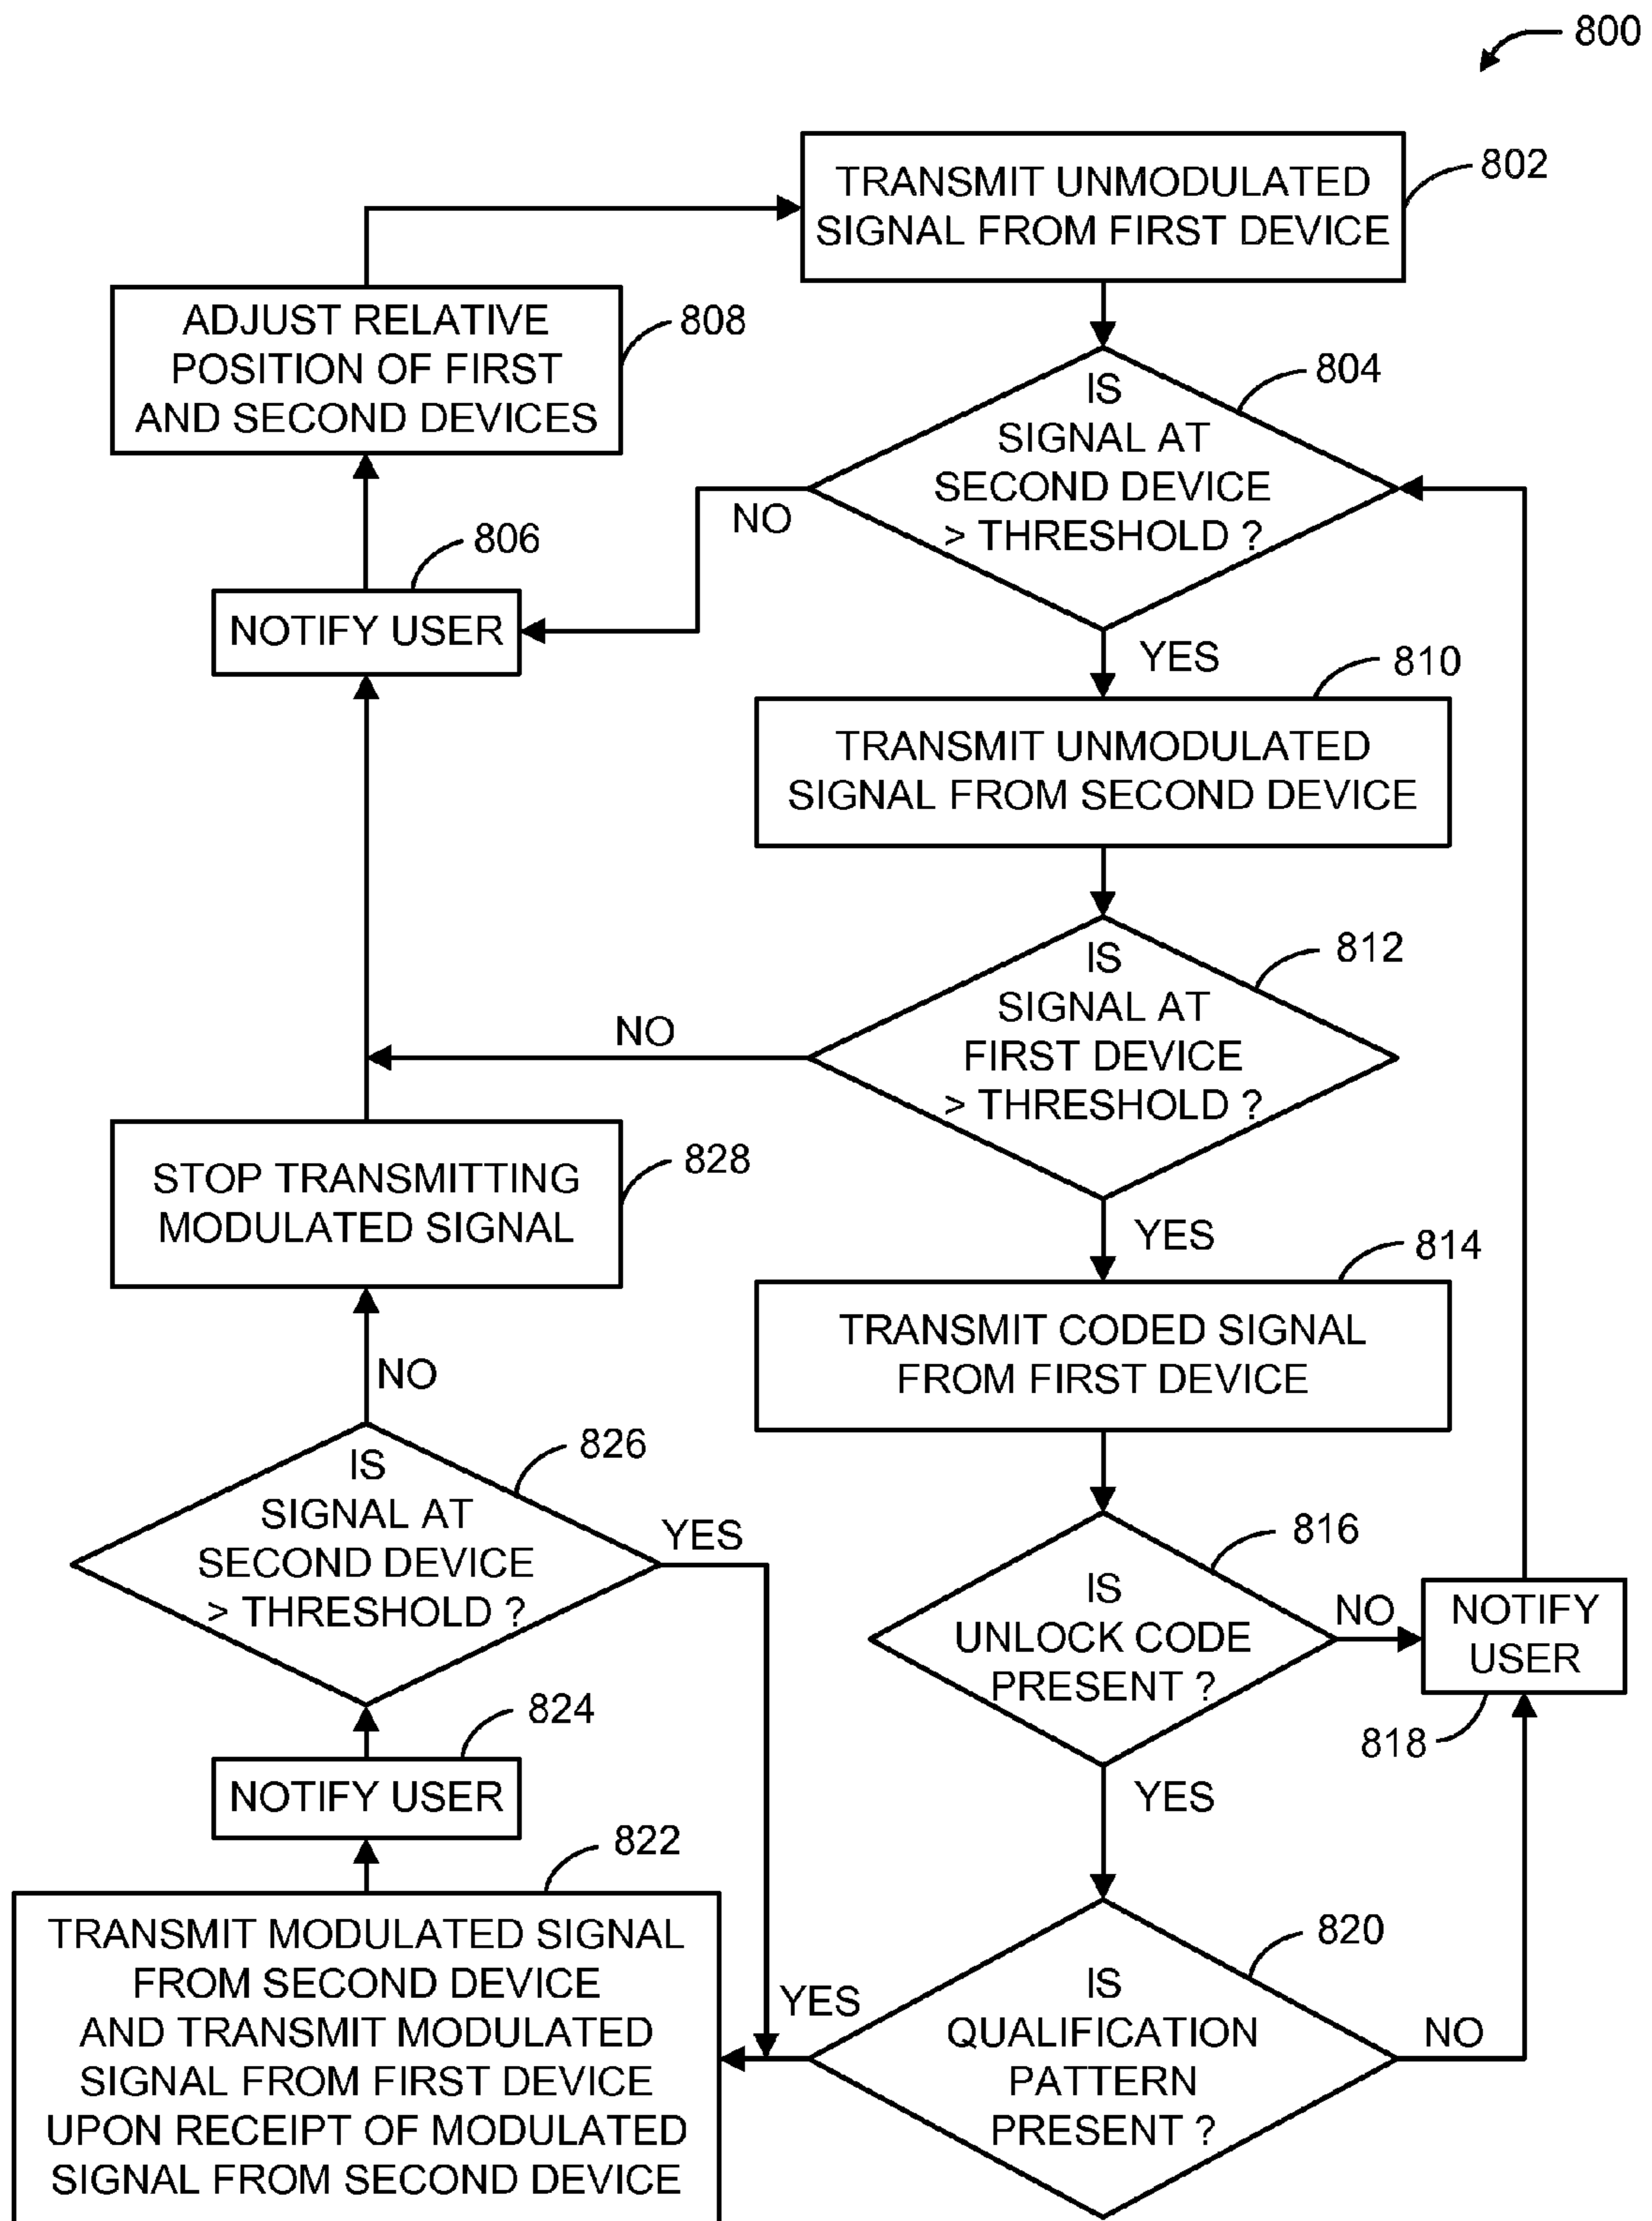 800
TRANSMIT UNMODULATED
SIGNAL FROM FIRST DEVICE
802
ADJUST RELATIVE
POSITION OF FIRST
AND SECOND DEVICES
808
IS
SIGNAL AT
SECOND DEVICE
> THRESHOLD ?
804
NO
806
NOTIFY USER
YES
810
TRANSMIT UNMODULATED
SIGNAL FROM SECOND DEVICE
IS
SIGNAL AT
FIRST DEVICE
> THRESHOLD ?
812
NO
STOP TRANSMITTING
MODULATED SIGNAL
828
YES
814
TRANSMIT CODED SIGNAL
FROM FIRST DEVICE
NO
IS
SIGNAL AT
SECOND DEVICE
> THRESHOLD ?
826
YES
IS
UNLOCK CODE
PRESENT ?
816
NO
NOTIFY
USER
818
824
NOTIFY USER
YES
822
TRANSMIT MODULATED SIGNAL
FROM SECOND DEVICE
AND TRANSMIT MODULATED
SIGNAL FROM FIRST DEVICE
UPON RECEIPT OF MODULATED
SIGNAL FROM SECOND DEVICE
YES
IS
QUALIFICATION
PATTERN
PRESENT ?
820
NO